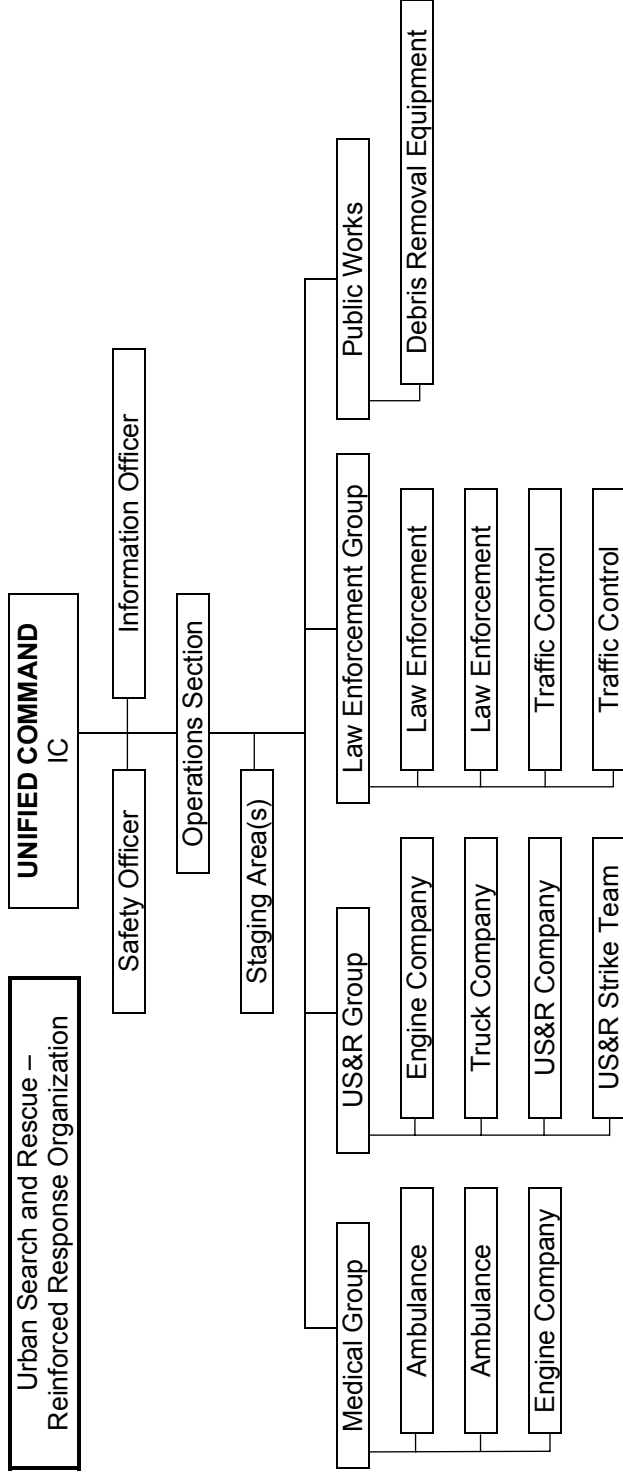 Urban Search and Rescue –
Reinforced Response Organization
UNIFIED COMMAND
IC
Safety Officer
Information Officer
Operations Section
Staging Area(s)
Medical Group
Ambulance
Ambulance
Engine Company
US&R Group
Engine Company
Truck Company
US&R Company
US&R Strike Team
Law Enforcement Group
Law Enforcement
Law Enforcement
Traffic Control
Traffic Control
Public Works
Debris Removal Equipment